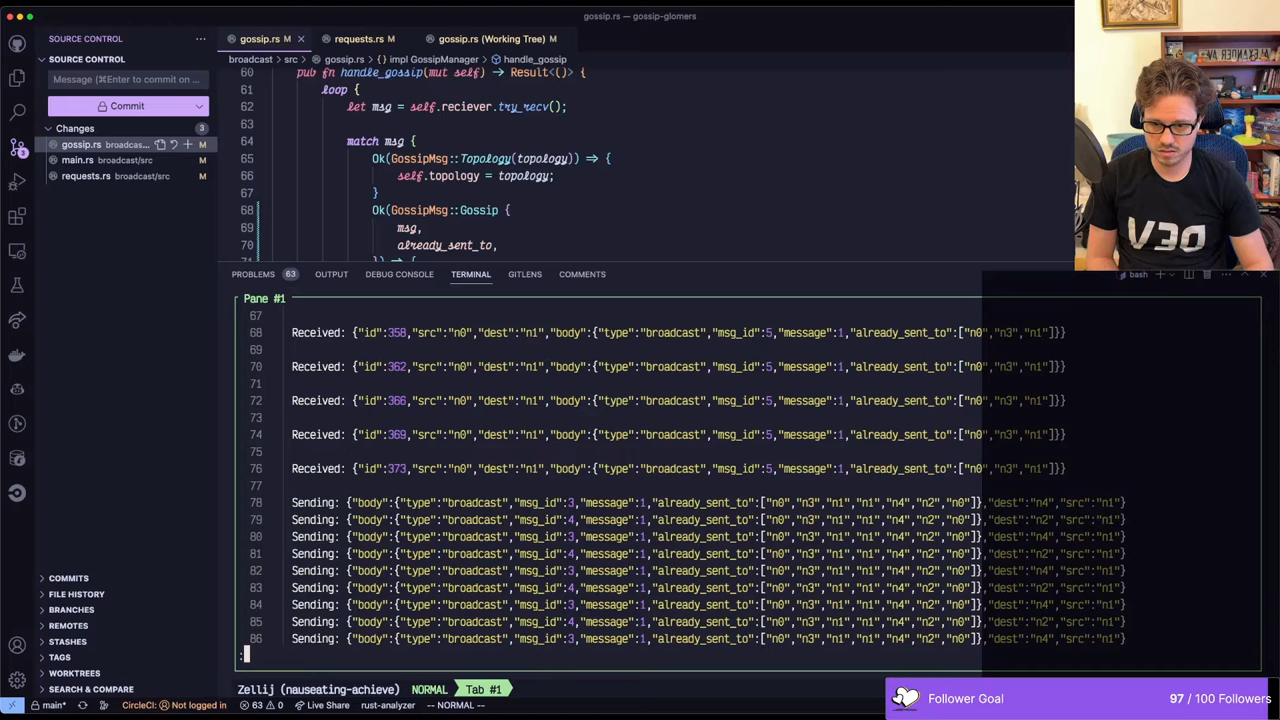 gossip.rs — gossip-glomers
SOURCE CONTROL
gossip.rs M
requests.rs M
gossip.rs (Working Tree) M
SOURCE CONTROL
broadcast > src > gossip.rs > {} impl GossipManager > handle_gossip
Message (⌘Enter to commit on ...
Commit
Changes 3
gossip.rs broadcas... M
main.rs broadcast/src M
requests.rs broadcast/src M
60 pub fn handle_gossip(mut self) -> Result<()> {
61 loop {
62 let msg = self.reciever.try_recv();
63
64 match msg {
65 Ok(GossipMsg::Topology(topology)) => {
66 self.topology = topology;
67 }
68 Ok(GossipMsg::Gossip {
69 msg,
70 already_sent_to,
}) => {
PROBLEMS 63 OUTPUT DEBUG CONSOLE TERMINAL GITLENS COMMENTS
bash
Pane #1
67
68 Received: {"id":358,"src":"n0","dest":"n1","body":{"type":"broadcast","msg_id":5,"message":1,"already_sent_to":["n0","n3","n1"]}}
69
70 Received: {"id":362,"src":"n0","dest":"n1","body":{"type":"broadcast","msg_id":5,"message":1,"already_sent_to":["n0","n3","n1"]}}
71
72 Received: {"id":366,"src":"n0","dest":"n1","body":{"type":"broadcast","msg_id":5,"message":1,"already_sent_to":["n0","n3","n1"]}}
73
74 Received: {"id":369,"src":"n0","dest":"n1","body":{"type":"broadcast","msg_id":5,"message":1,"already_sent_to":["n0","n3","n1"]}}
75
76 Received: {"id":373,"src":"n0","dest":"n1","body":{"type":"broadcast","msg_id":5,"message":1,"already_sent_to":["n0","n3","n1"]}}
77
78 Sending: {"body":{"type":"broadcast","msg_id":3,"message":1,"already_sent_to":["n0","n3","n1","n1","n4","n2","n0"]},"dest":"n4","src":"n1"}
79 Sending: {"body":{"type":"broadcast","msg_id":4,"message":1,"already_sent_to":["n0","n3","n1","n1","n4","n2","n0"]},"dest":"n2","src":"n1"}
80 Sending: {"body":{"type":"broadcast","msg_id":3,"message":1,"already_sent_to":["n0","n3","n1","n1","n4","n2","n0"]},"dest":"n4","src":"n1"}
81 Sending: {"body":{"type":"broadcast","msg_id":4,"message":1,"already_sent_to":["n0","n3","n1","n1","n4","n2","n0"]},"dest":"n2","src":"n1"}
82 Sending: {"body":{"type":"broadcast","msg_id":3,"message":1,"already_sent_to":["n0","n3","n1","n1","n4","n2","n0"]},"dest":"n4","src":"n1"}
83 Sending: {"body":{"type":"broadcast","msg_id":4,"message":1,"already_sent_to":["n0","n3","n1","n1","n4","n2","n0"]},"dest":"n2","src":"n1"}
84 Sending: {"body":{"type":"broadcast","msg_id":3,"message":1,"already_sent_to":["n0","n3","n1","n1","n4","n2","n0"]},"dest":"n4","src":"n1"}
85 Sending: {"body":{"type":"broadcast","msg_id":4,"message":1,"already_sent_to":["n0","n3","n1","n1","n4","n2","n0"]},"dest":"n2","src":"n1"}
86 Sending: {"body":{"type":"broadcast","msg_id":3,"message":1,"already_sent_to":["n0","n3","n1","n1","n4","n2","n0"]},"dest":"n4","src":"n1"}
:
COMMITS
FILE HISTORY
BRANCHES
REMOTES
STASHES
TAGS
WORKTREES
SEARCH & COMPARE
Zellij (nauseating-achieve) NORMAL Tab #1
main* CircleCI: Not logged in 63 0 Live Share rust-analyzer -- NORMAL --
Follower Goal 97 / 100 Followers